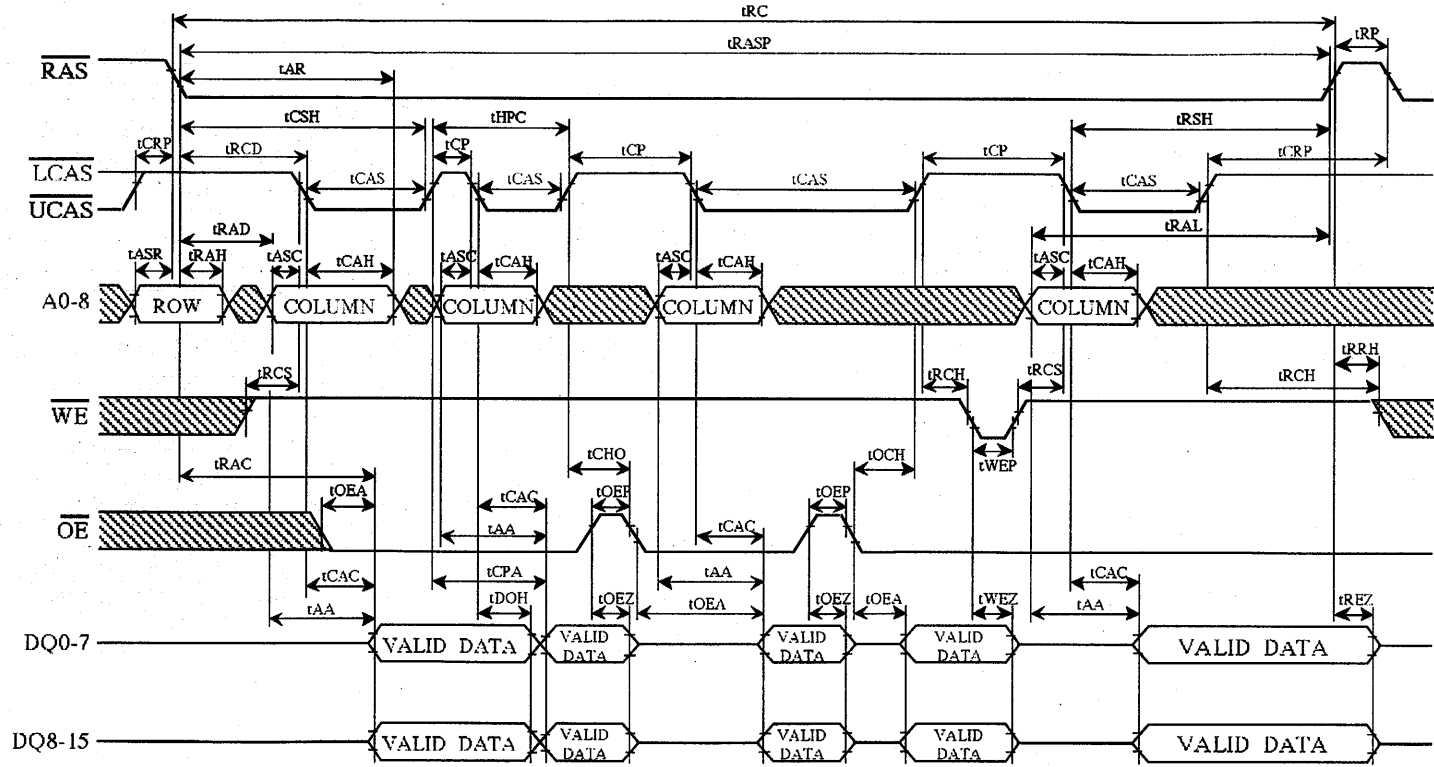 tRC
tRASP tRP
RAS
tAR
tCSH tHPC tRSH
tCRP tRCD tCP tCP tCP tCRP
LCAS
tCAS tCAS tCAS tCAS
UCAS
tRAD tRAL
tASR tRAH tASC tCAH tASC tCAH tASC tCAH tASC tCAH
A0-8 ROW COLUMN COLUMN COLUMN COLUMN
tRCS tRCH tRCS tRCH tRRH
WE
tWEP
tRAC tCHO tOCH
tOEA tCAC tOEP tOEP
OE tAA tCAC
tCAC tCPA tAA tCAC
tAA tDOH tOEZ tOEA tOEZ tOEA tWEZ tAA tREZ
DQ0-7 VALID DATA VALID DATA VALID DATA VALID DATA VALID DATA
DQ8-15 VALID DATA VALID DATA VALID DATA VALID DATA VALID DATA